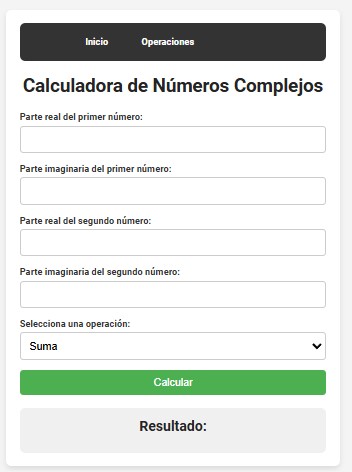 Inicio Operaciones
Calculadora de Números Complejos
Parte real del primer número:
Parte imaginaria del primer número:
Parte real del segundo número:
Parte imaginaria del segundo número:
Selecciona una operación:
Suma
Calcular
Resultado: